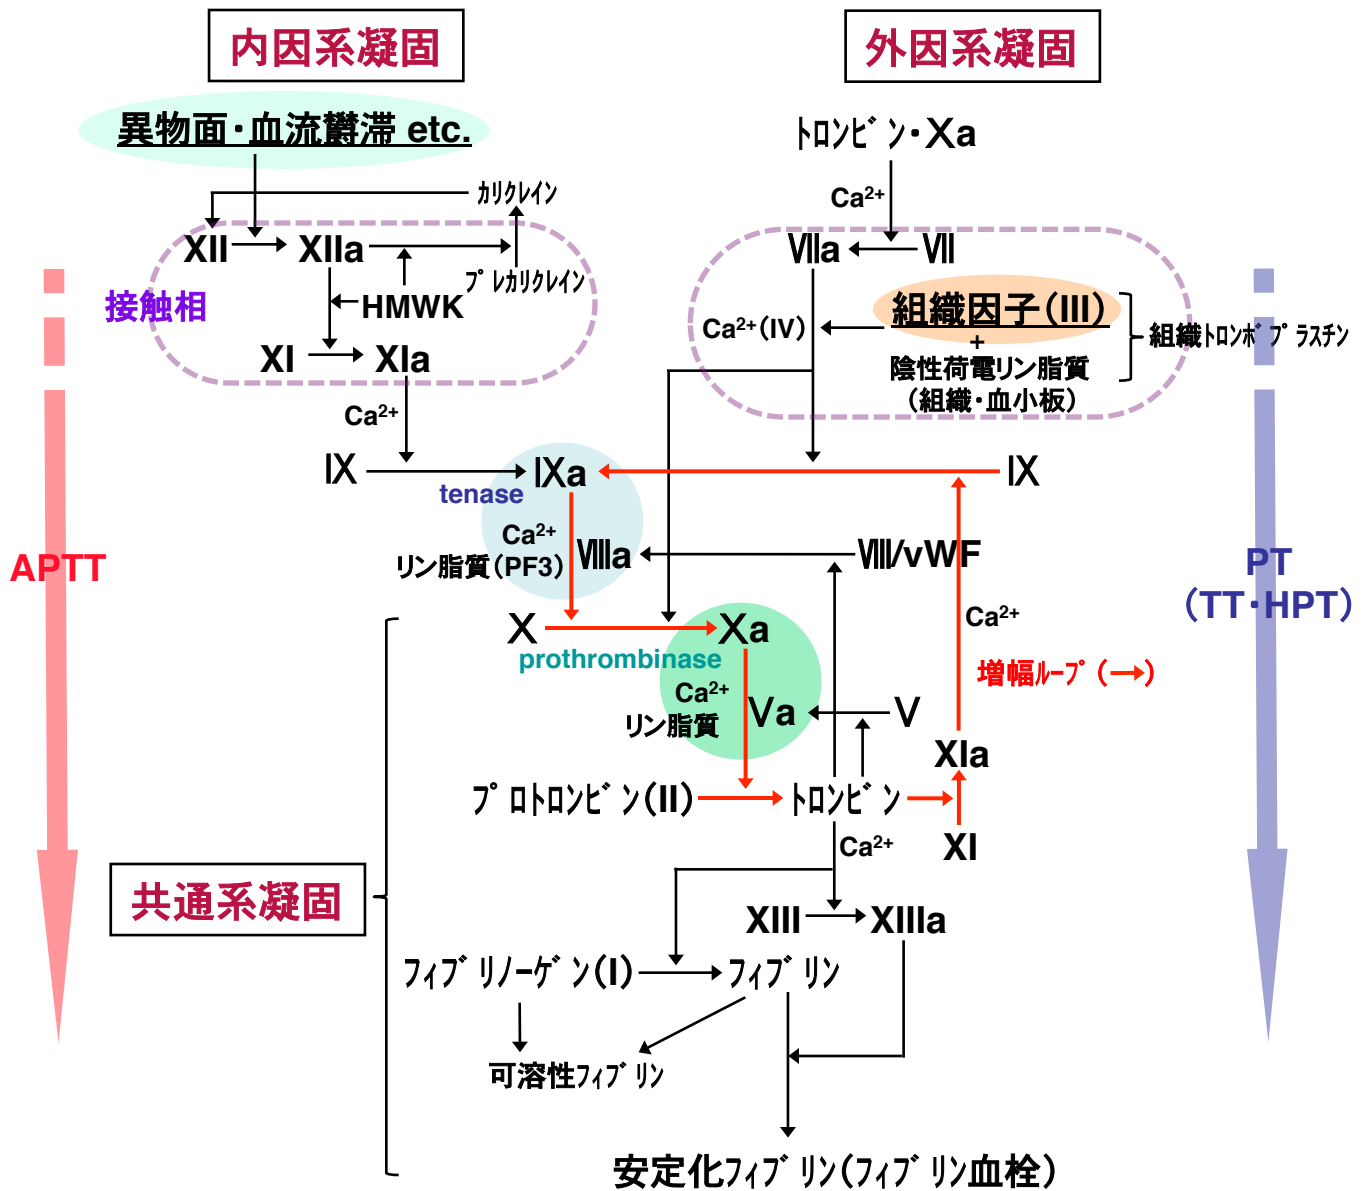 内因系凝固
外因系凝固
異物面・血流欝滞 etc.
トロンビン・Xa
Ca²⁺
カリクレイン
XII
XIIa
プレカリクレイン
HMWK
接触相
XI
XIa
Ca²⁺
Ⅶa
Ⅶ
Ca²⁺(IV)
組織因子(III)
+
陰性荷電リン脂質
(組織・血小板)
組織トロンボプラスチン
IX
IXa
IX
tenase
Ca²⁺
リン脂質(PF3)
Ⅷa
Ⅷ/vWF
APTT
PT
(TT・HPT)
X
Xa
Ca²⁺
prothrombinase
増幅ループ(→)
Ca²⁺
リン脂質
Va
V
XIa
プロトロンビン(II)
トロンビン
XI
Ca²⁺
共通系凝固
XIII
XIIIa
フィブリノーゲン(I)
フィブリン
可溶性フィブリン
安定化フィブリン(フィブリン血栓)